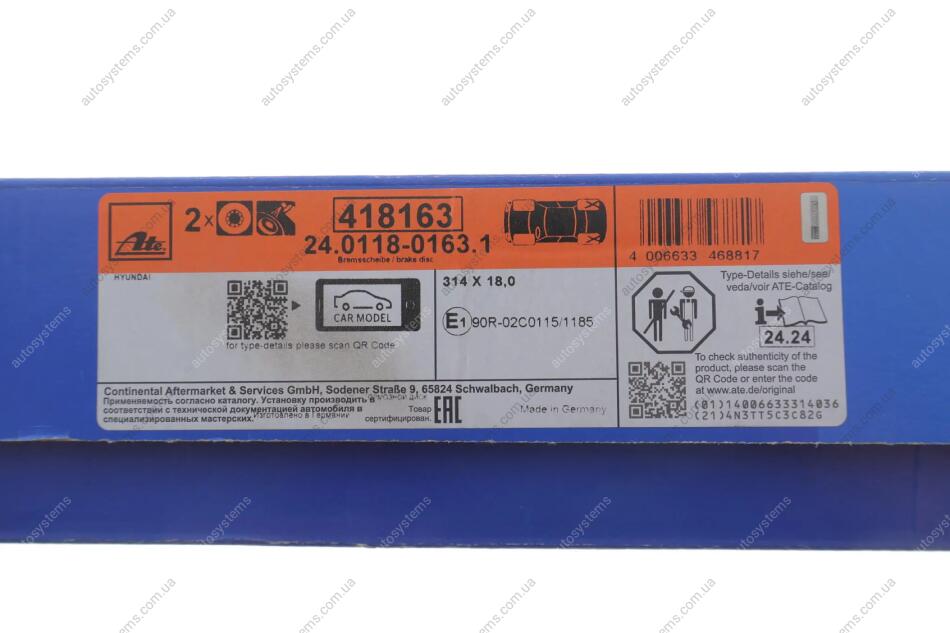 autosystems.com.ua
Ate
2x
418163
24.0118-0163.1
Bremsscheibe / brake disc
4 006633 468817
HYUNDAI
314 X 18,0
CAR MODEL
for type-details please scan QR Code
E1 90R-02C0115/1185
Type-Details siehe/see/
veda/voir ATE-Catalog
24.24
To check authenticity of the
product, please scan the
QR Code or enter the code
at www.ate.de/original
(01)14006633314036
(21)4N3TT5C3C82G
Continental Aftermarket & Services GmbH, Sodener Straße 9, 65824 Schwalbach, Germany
Применяемость согласно каталогу. Установку производить в
соответствии с технической документацией автомобиля в
специализированных мастерских.
Изготовлено в Германии
Товар
сертифицирован.
EAC
Made in Germany